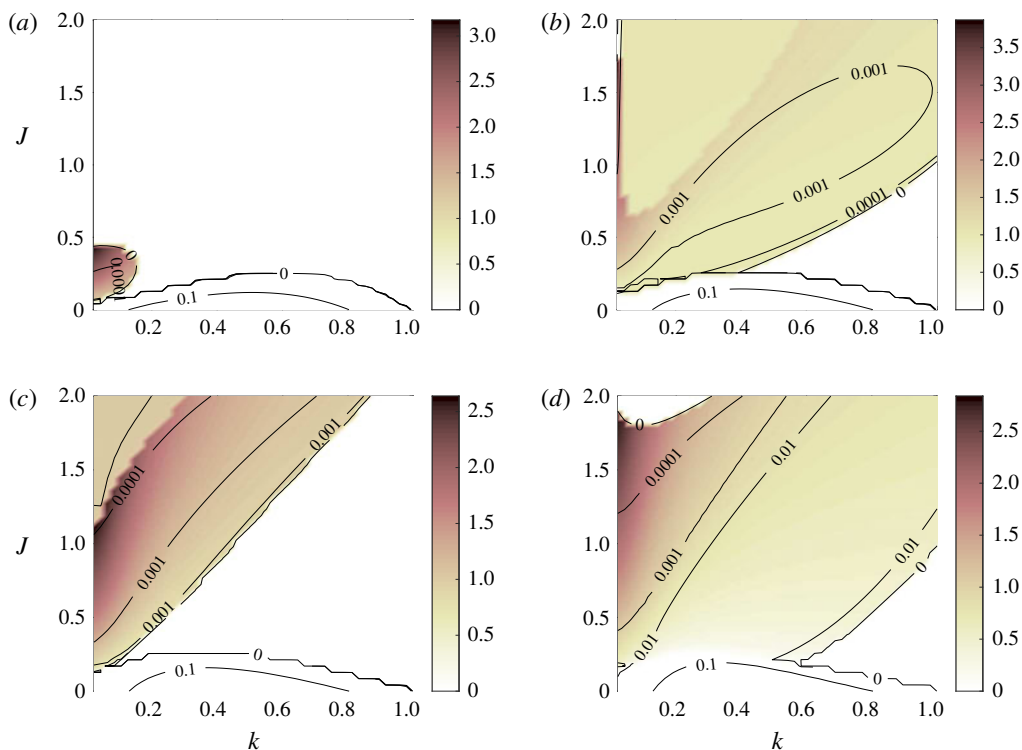 (a) 2.0 1.5 J 1.0 0.5 0 0.2 0.4 0.6 0.8 1.0
0 0 0.1
3.0 2.5 2.0 1.5 1.0 0.5 0
(b) 2.0 1.5 1.0 0.5 0 0.2 0.4 0.6 0.8 1.0
0.001 0.001 0.001 0.0001 0 0 0.1
3.5 3.0 2.5 2.0 1.5 1.0 0.5 0
(c) 2.0 1.5 J 1.0 0.5 0 0.2 0.4 0.6 0.8 1.0
k
0.0001 0.001 0.001 0.001 0 0.1
2.5 2.0 1.5 1.0 0.5 0
(d) 2.0 1.5 1.0 0.5 0 0.2 0.4 0.6 0.8 1.0
k
0 0.0001 0.01 0.001 0.01 0.01 0 0.1 0
2.5 2.0 1.5 1.0 0.5 0